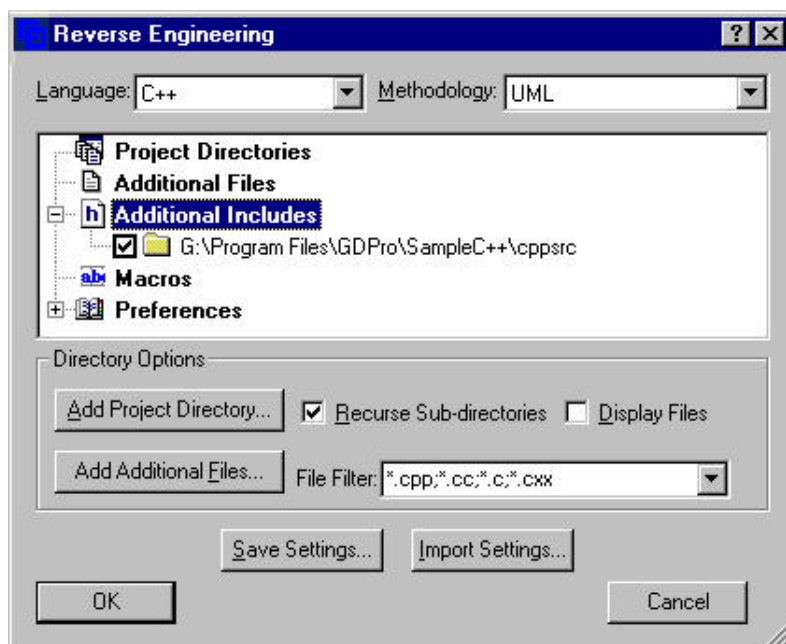 Reverse Engineering
Language: C++ Methodology: UML
Project Directories
Additional Files
h Additional Includes
G:\Program Files\GDPro\SampleC++\cppsrc
ab Macros
Preferences
Directory Options
Add Project Directory... Recurse Sub-directories Display Files
Add Additional Files... File Filter: *.cpp;*.cc;*.c;*.cxx
Save Settings... Import Settings...
OK Cancel